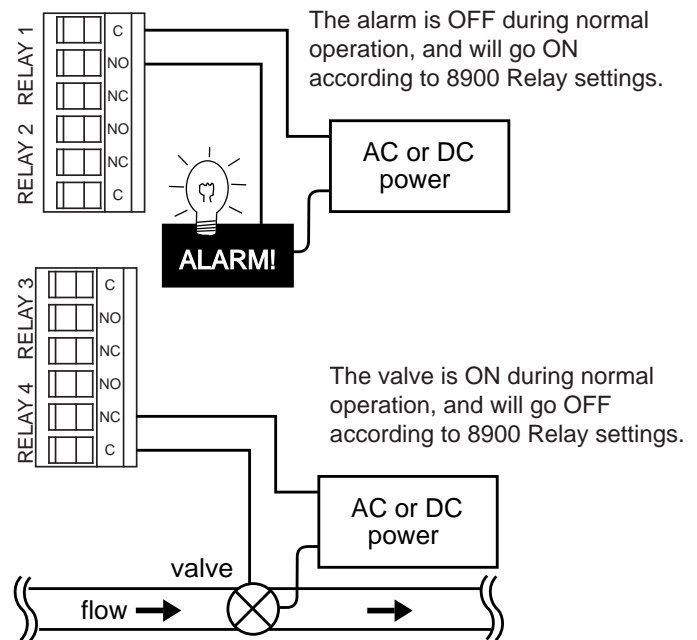 RELAY 1
RELAY 2
C
NO
NC
NO
NC
C
The alarm is OFF during normal
operation, and will go ON
according to 8900 Relay settings.
AC or DC
power
ALARM!
RELAY 3
RELAY 4
C
NO
NC
NO
NC
C
The valve is ON during normal
operation, and will go OFF
according to 8900 Relay settings.
AC or DC
power
valve
flow